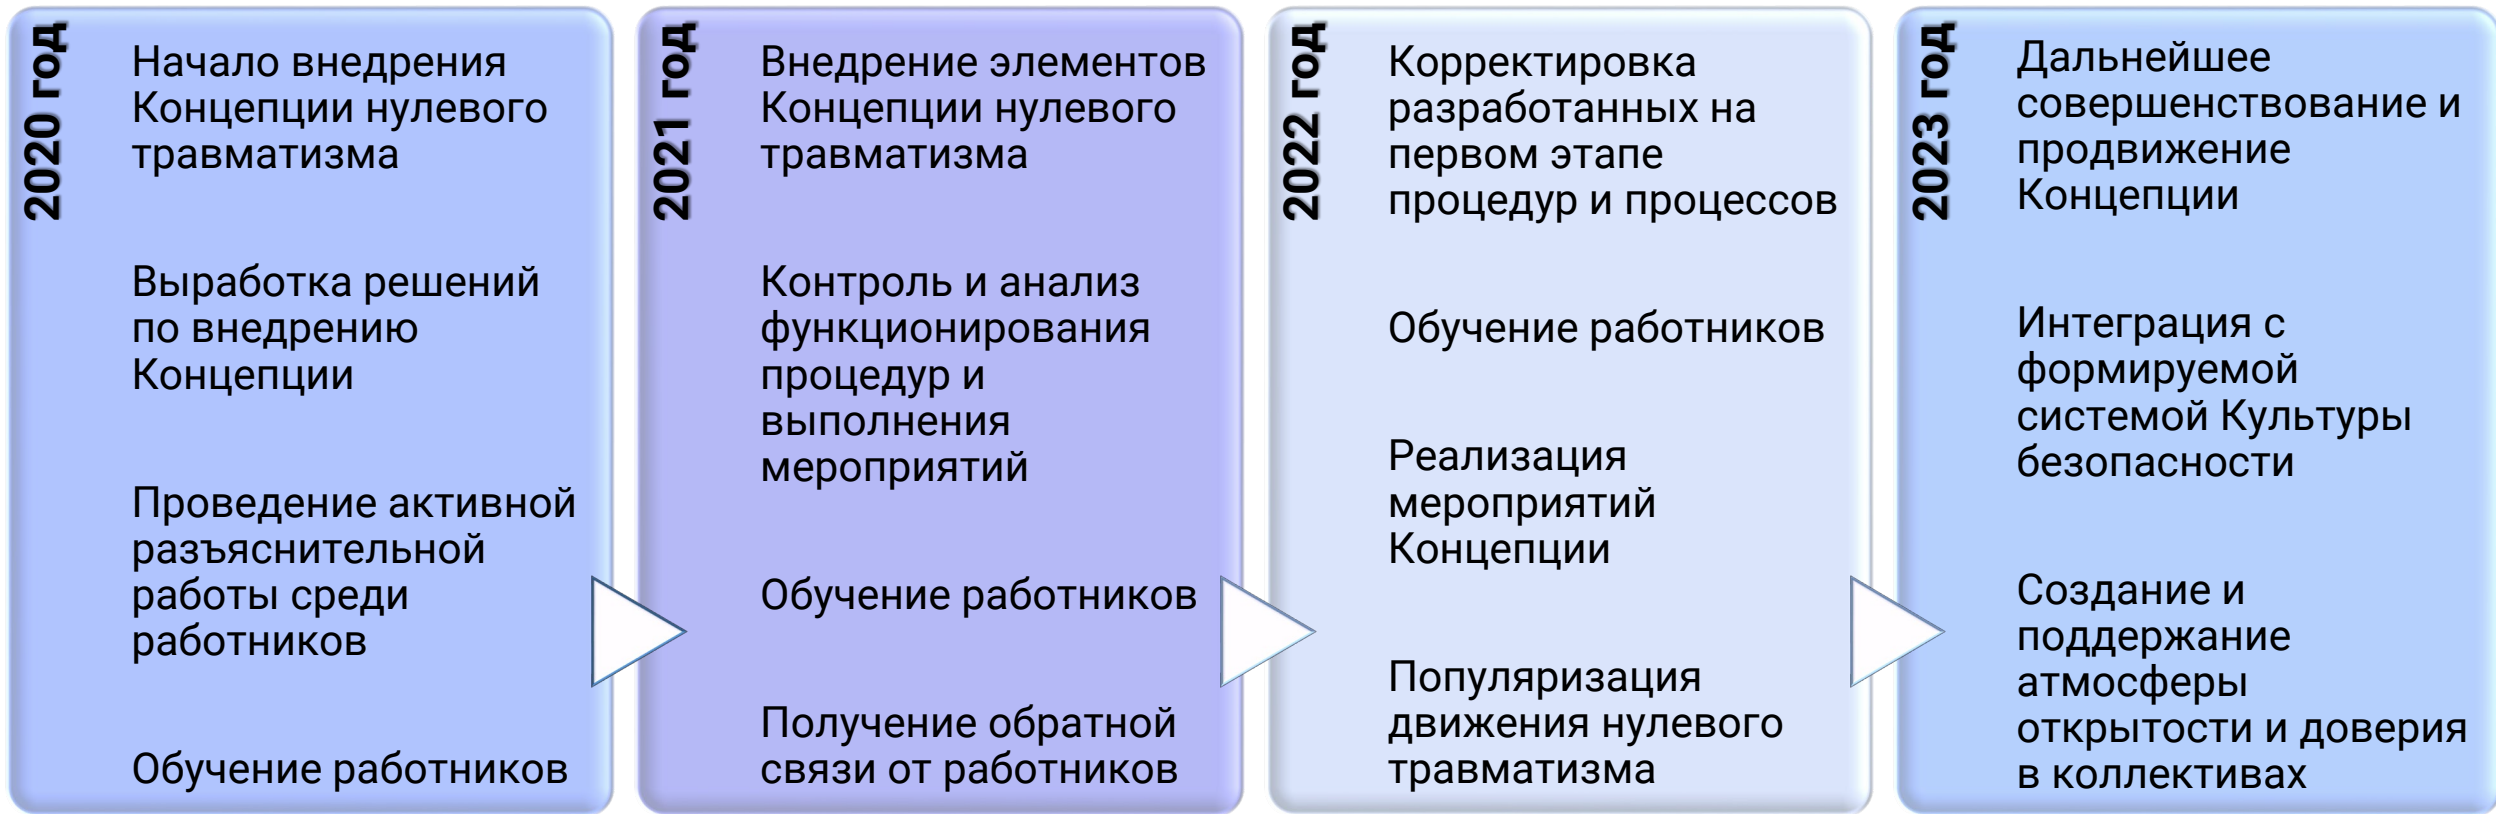 2020 год
Начало внедрения
Концепции нулевого
травматизма
Выработка решений
по внедрению
Концепции
Проведение активной
разъяснительной
работы среди
работников
Обучение работников
2021 год
Внедрение элементов
Концепции нулевого
травматизма
Контроль и анализ
функционирования
процедур и
выполнения
мероприятий
Обучение работников
Получение обратной
связи от работников
2022 год
Корректировка
разработанных на
первом этапе
процедур и процессов
Обучение работников
Реализация
мероприятий
Концепции
Популяризация
движения нулевого
травматизма
2023 год
Дальнейшее
совершенствование и
продвижение
Концепции
Интеграция с
формируемой
системой Культуры
безопасности
Создание и
поддержание
атмосферы
открытости и доверия
в коллективах